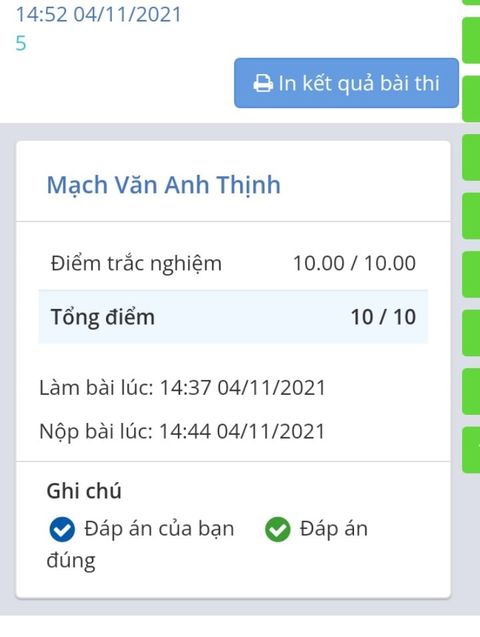 14:52 04/11/2021
5
In kết quả bài thi
Mạch Văn Anh Thịnh
Điểm trắc nghiệm 10.00 / 10.00
Tổng điểm 10 / 10
Làm bài lúc: 14:37 04/11/2021
Nộp bài lúc: 14:44 04/11/2021
Ghi chú
Đáp án của bạn Đáp án
đúng